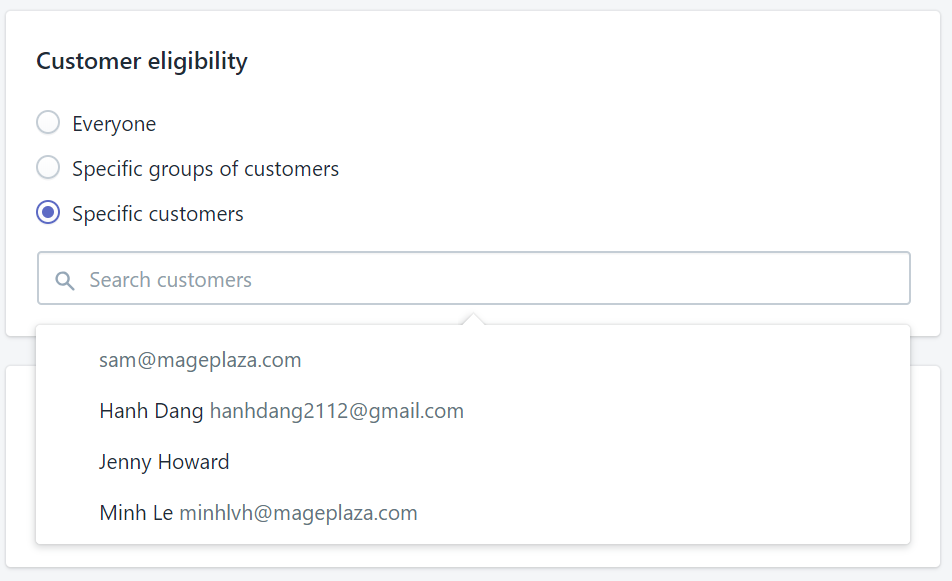 Customer eligibility
Everyone
Specific groups of customers
Specific customers
Search customers
sam@mageplaza.com
Hanh Dang hanhdang2112@gmail.com
Jenny Howard
Minh Le minhlvh@mageplaza.com